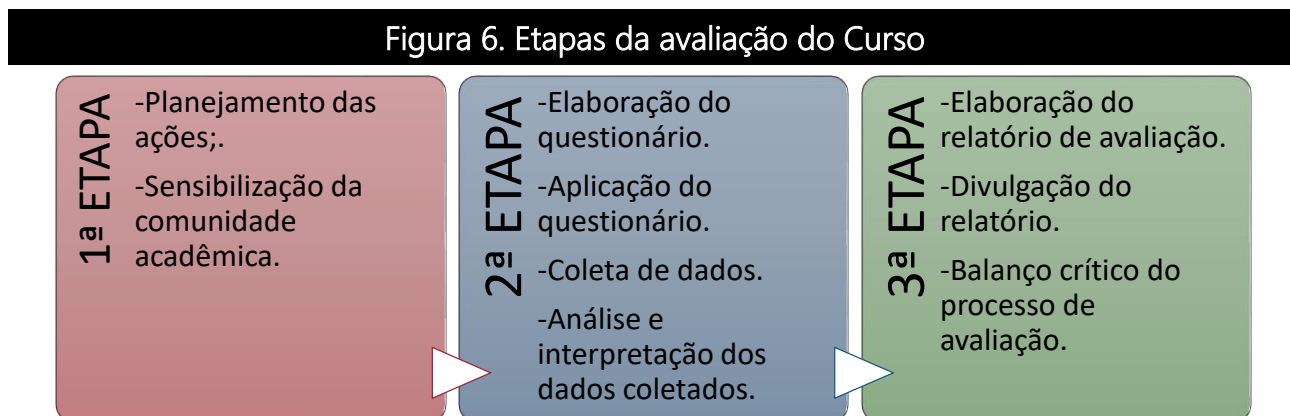 Figura 6. Etapas da avaliação do Curso
1ª ETAPA
-Planejamento das
ações;.
-Sensibilização da
comunidade
acadêmica.
2ª ETAPA
-Elaboração do
questionário.
-Aplicação do
questionário.
-Coleta de dados.
-Análise e
interpretação dos
dados coletados.
3ª ETAPA
-Elaboração do
relatório de avaliação.
-Divulgação do
relatório.
-Balanço crítico do
processo de
avaliação.